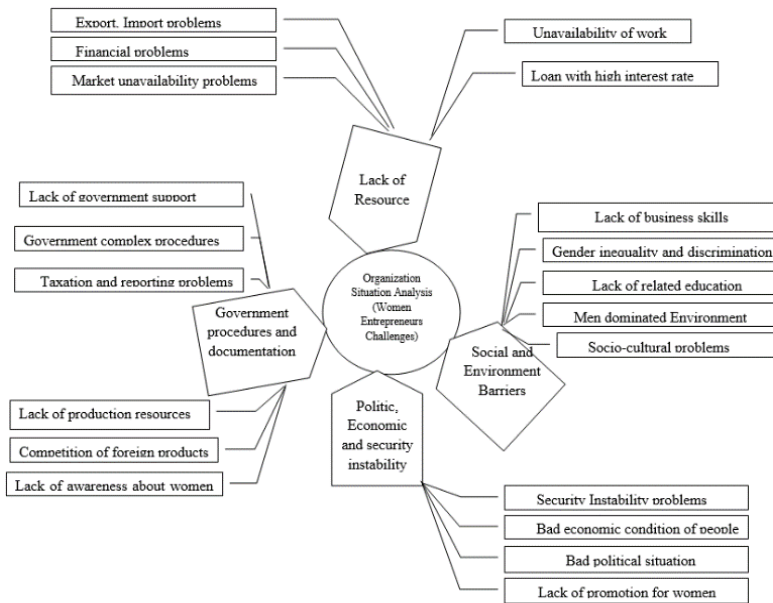 Export, Import problems
Financial problems
Market unavailability problems
Unavailability of work
Loan with high interest rate
Lack of
Resource
Lack of government support
Government complex procedures
Taxation and reporting problems
Government
procedures and
documentation
Organization
Situation Analysis
(Women
Entrepreneurs
Challenges)
Lack of business skills
Gender inequality and discrimination
Lack of related education
Men dominated Environment
Socio-cultural problems
Social and
Environment
Barriers
Lack of production resources
Competition of foreign products
Lack of awareness about women
Politic,
Economic
and security
instability
Security Instability problems
Bad economic condition of people
Bad political situation
Lack of promotion for women